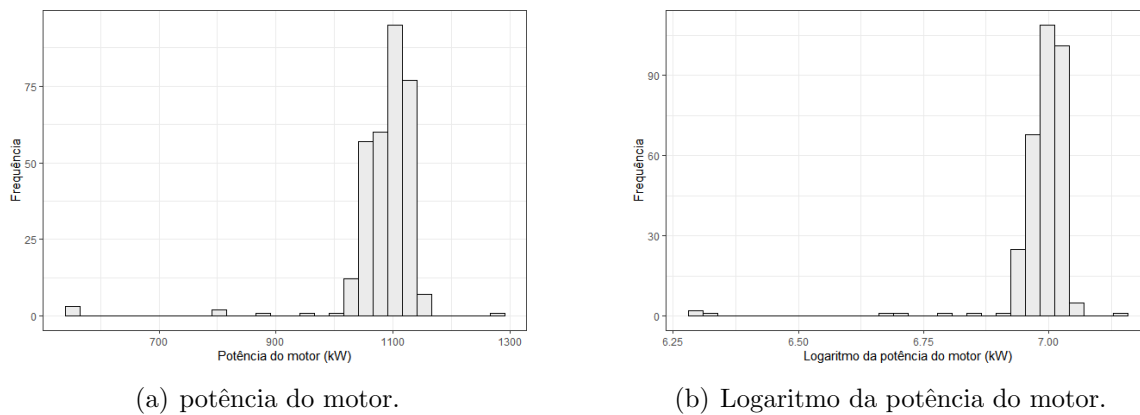 75
50
25
0
Frequência
700
900
1100
1300
Potência do motor (kW)
(a) potência do motor.
90
60
30
0
Frequência
6.25
6.50
6.75
7.00
Logaritmo da potência do motor (kW)
(b) Logaritmo da potência do motor.